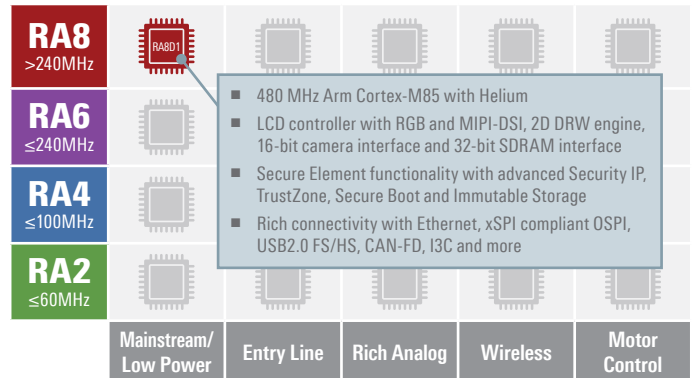 RA8
>240MHz
RA8D1
RA6
≤240MHz
RA4
≤100MHz
RA2
≤60MHz
■ 480 MHz Arm Cortex-M85 with Helium
■ LCD controller with RGB and MIPI-DSI, 2D DRW engine,
16-bit camera interface and 32-bit SDRAM interface
■ Secure Element functionality with advanced Security IP,
TrustZone, Secure Boot and Immutable Storage
■ Rich connectivity with Ethernet, xSPI compliant OSPI,
USB2.0 FS/HS, CAN-FD, I3C and more
Mainstream/
Low Power
Entry Line
Rich Analog
Wireless
Motor
Control